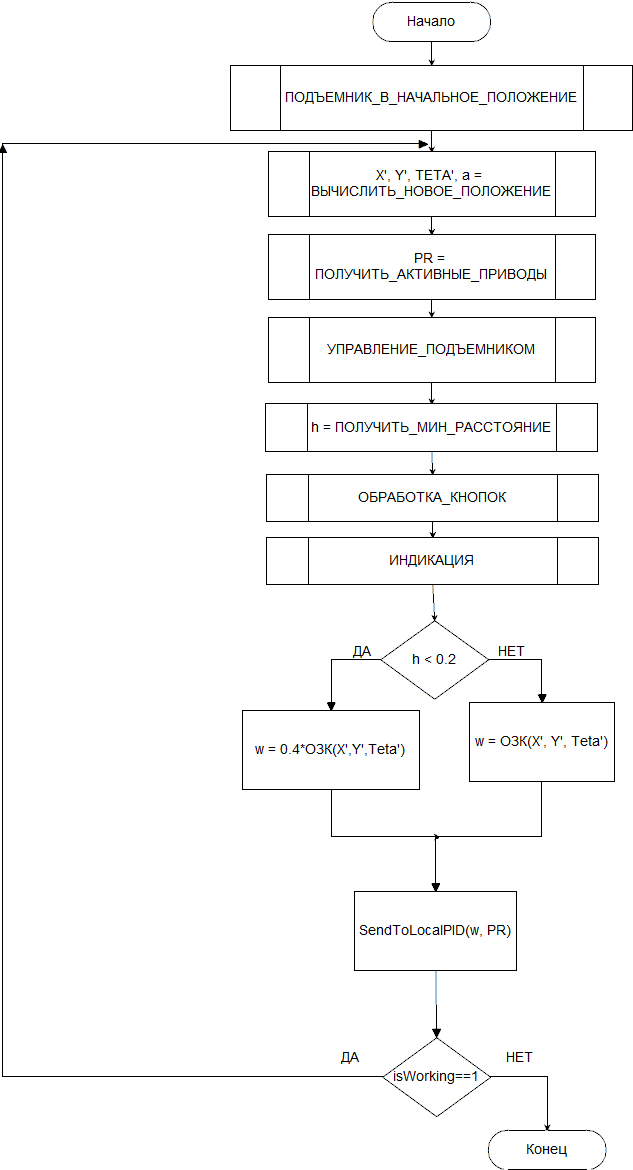 Начало
ПОДЪЕМНИК_В_НАЧАЛЬНОЕ_ПОЛОЖЕНИЕ
X', Y', TETA', a =
ВЫЧИСЛИТЬ_НОВОЕ_ПОЛОЖЕНИЕ
PR =
ПОЛУЧИТЬ_АКТИВНЫЕ_ПРИВОДЫ
УПРАВЛЕНИЕ_ПОДЪЕМНИКОМ
h = ПОЛУЧИТЬ_МИН_РАССТОЯНИЕ
ОБРАБОТКА_КНОПОК
ИНДИКАЦИЯ
ДА
НЕТ
h < 0.2
w = 0.4*ОЗК(X',Y',Teta')
w = ОЗК(X', Y', Teta')
SendToLocalPID(w, PR)
ДА
НЕТ
isWorking==1
Конец